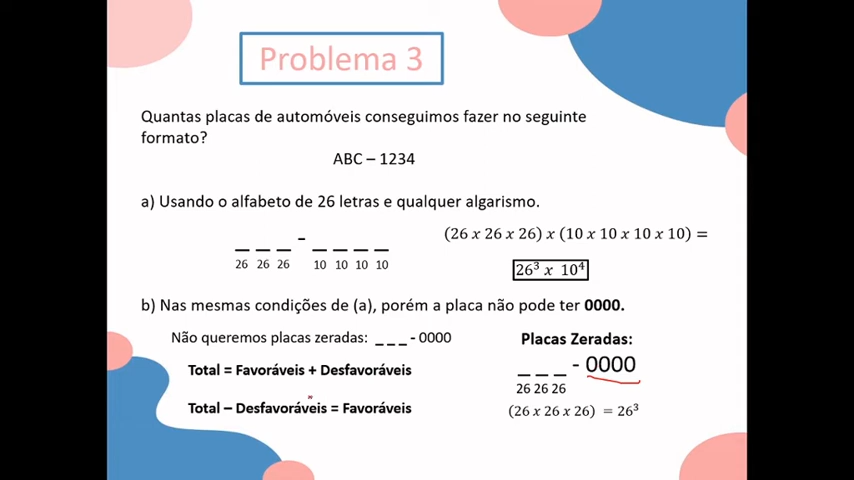 Problema 3
Quantas placas de automóveis conseguimos fazer no seguinte
formato?
ABC – 1234
a) Usando o alfabeto de 26 letras e qualquer algarismo.
_ _ _ - _ _ _ _
26 26 26 10 10 10 10
(26 x 26 x 26) x (10 x 10 x 10 x 10) =
26³ x 10⁴
b) Nas mesmas condições de (a), porém a placa não pode ter 0000.
Não queremos placas zeradas: _ _ _ - 0000
Total = Favoráveis + Desfavoráveis
Total – Desfavoráveis = Favoráveis
Placas Zeradas:
_ _ _ - 0000
26 26 26
(26 x 26 x 26) = 26³